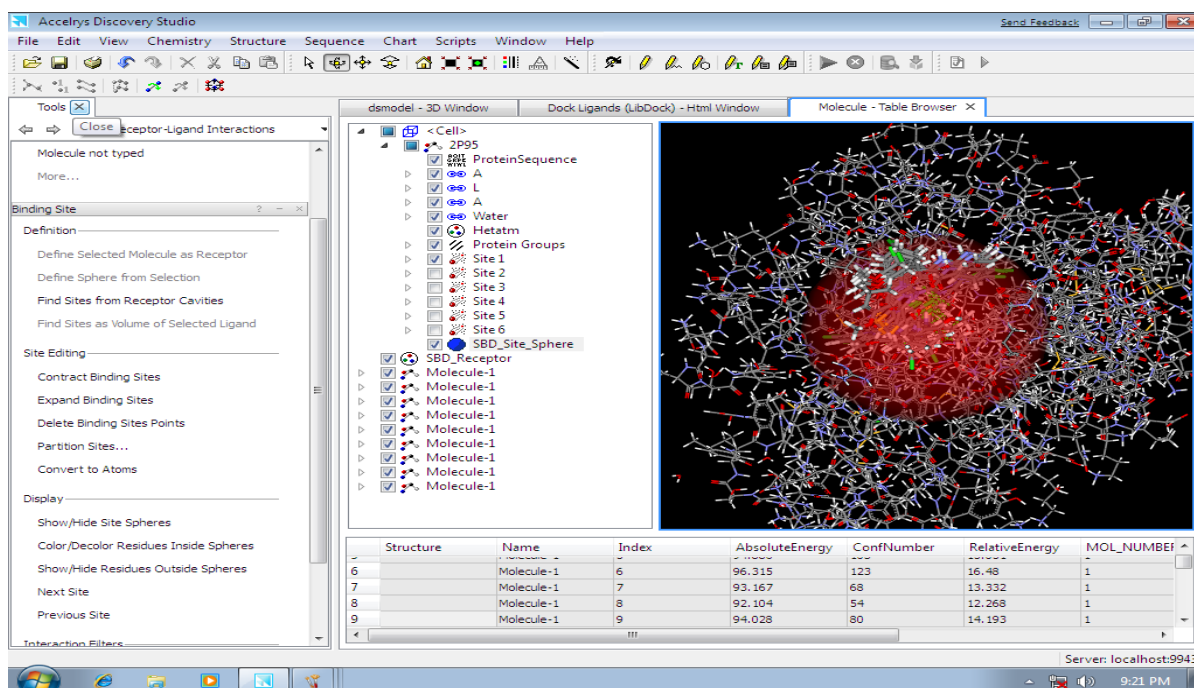 Accelrys Discovery Studio
Send Feedback
File Edit View Chemistry Structure Sequence Chart Scripts Window Help
Tools
dsmodel - 3D Window
Dock Ligands (LibDock) - Html Window
Molecule - Table Browser
Close
eceptor-Ligand Interactions
Molecule not typed
More...
Binding Site
Definition
Define Selected Molecule as Receptor
Define Sphere from Selection
Find Sites from Receptor Cavities
Find Sites as Volume of Selected Ligand
Site Editing
Contract Binding Sites
Expand Binding Sites
Delete Binding Sites Points
Partition Sites...
Convert to Atoms
Display
Show/Hide Site Spheres
Color/Decolor Residues Inside Spheres
Show/Hide Residues Outside Spheres
Next Site
Previous Site
Interaction Filters
<Cell>
2P95
ProteinSequence
A
L
A
Water
Hetatm
Protein Groups
Site 1
Site 2
Site 3
Site 4
Site 5
Site 6
SBD_Site_Sphere
SBD_Receptor
Molecule-1
Molecule-1
Molecule-1
Molecule-1
Molecule-1
Molecule-1
Molecule-1
Molecule-1
Molecule-1
Structure Name Index AbsoluteEnergy ConfNumber RelativeEnergy MOL_NUMBER
6 Molecule-1 6 96.315 123 16.48 1
7 Molecule-1 7 93.167 68 13.332 1
8 Molecule-1 8 92.104 54 12.268 1
9 Molecule-1 9 94.028 80 14.193 1
Server: localhost:9943
9:21 PM